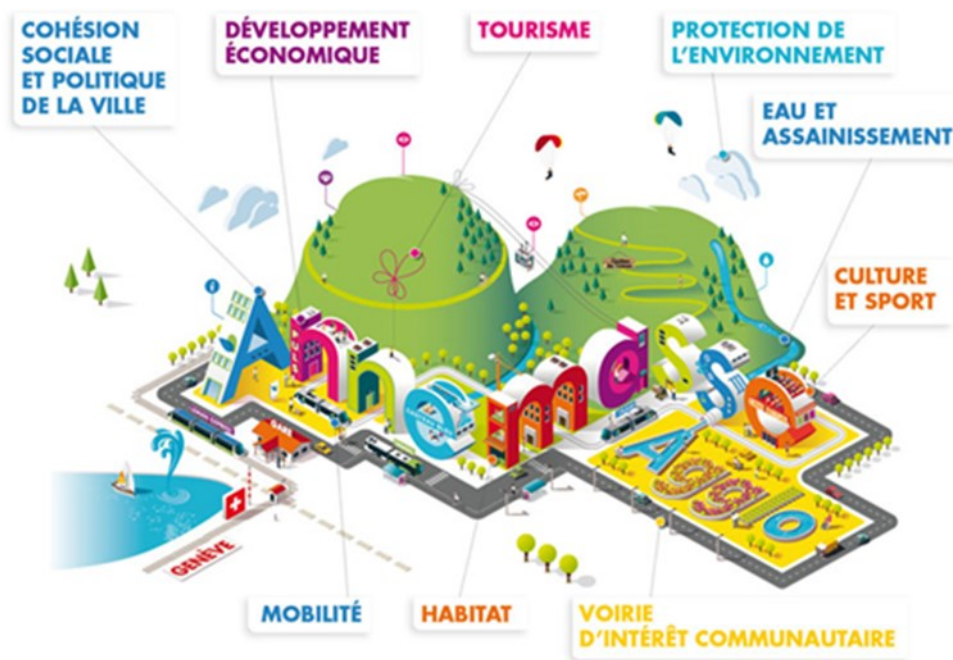 COHÉSION
SOCIALE
ET POLITIQUE
DE LA VILLE
DÉVELOPPEMENT
ÉCONOMIQUE
TOURISME
PROTECTION DE
L'ENVIRONNEMENT
EAU ET
ASSAINISSEMENT
CULTURE
ET SPORT
Annemasse
Agglo
GARE
GENÈVE
MOBILITÉ
HABITAT
VOIRIE
D'INTÉRÊT COMMUNAUTAIRE